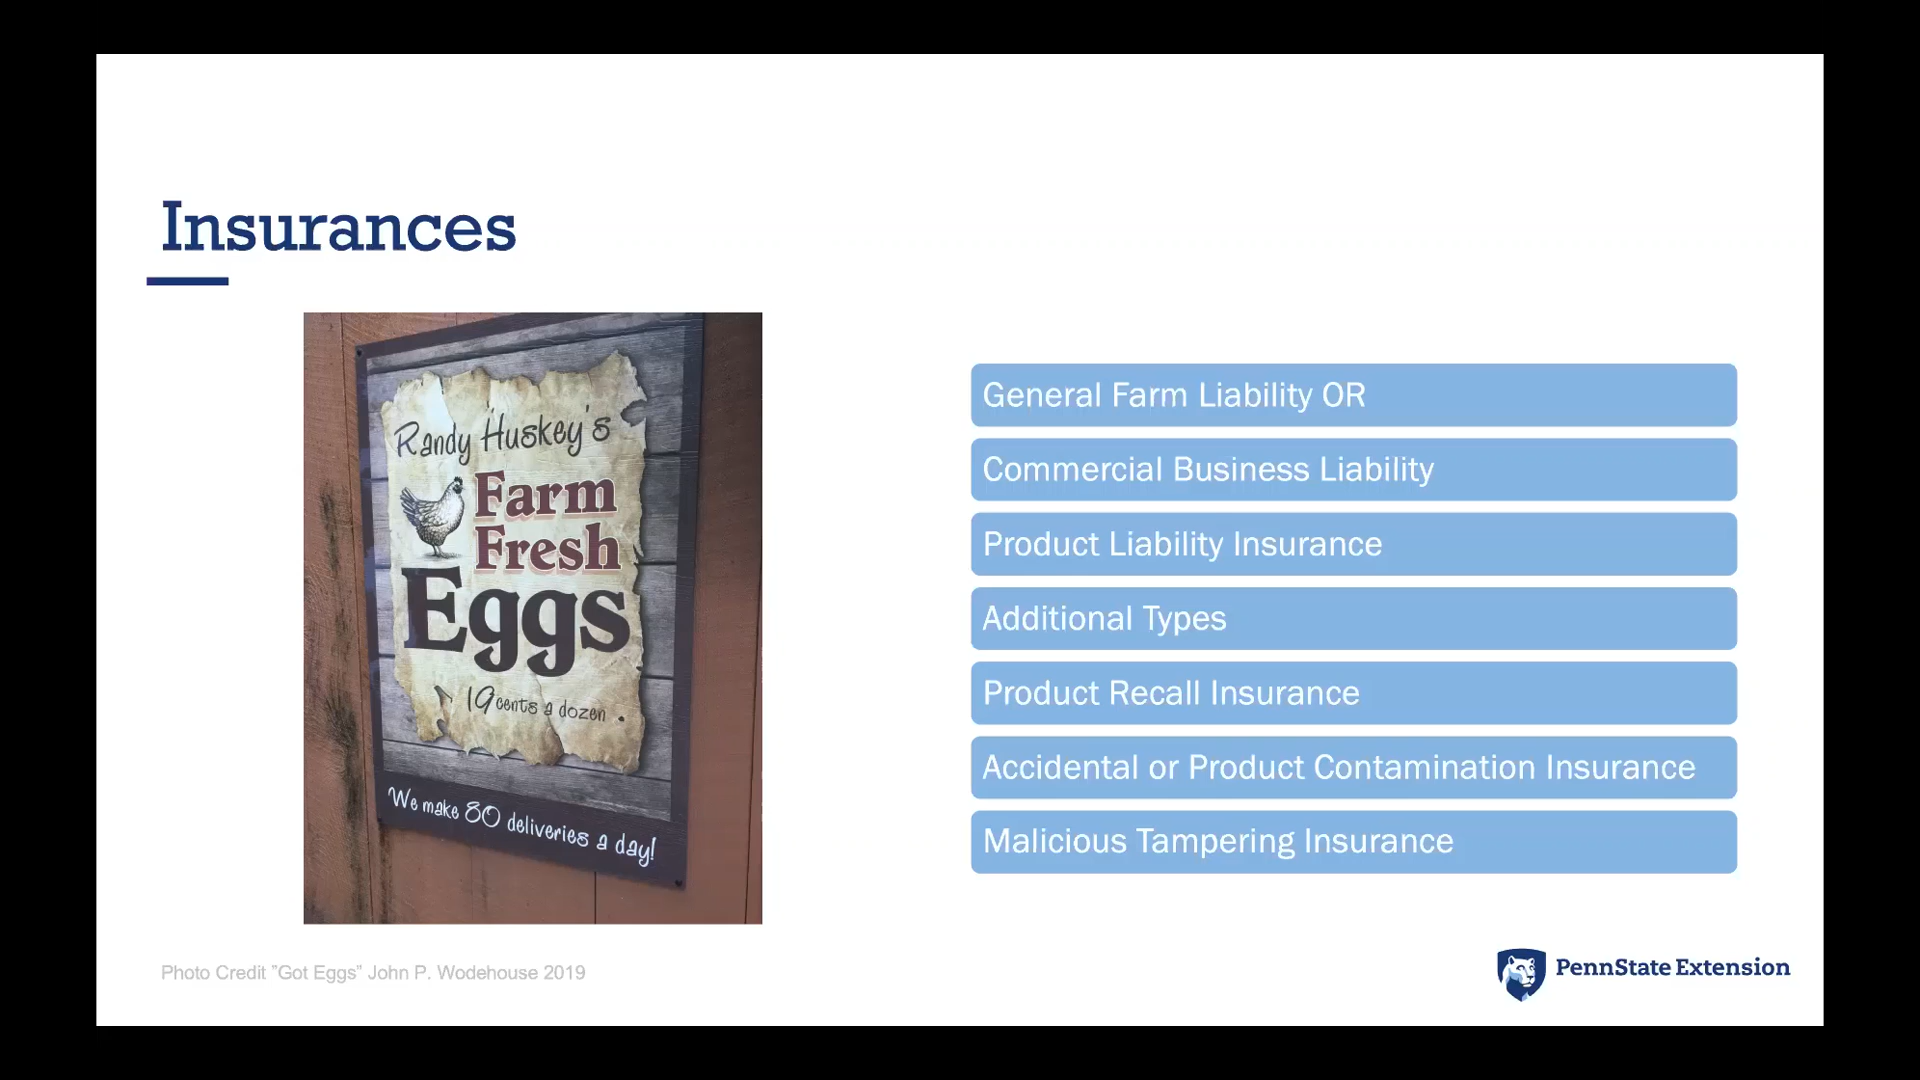 Insurances
Randy Huskey's
Farm
Fresh
Eggs
19 cents a dozen
We make 80 deliveries a day!
General Farm Liability OR
Commercial Business Liability
Product Liability Insurance
Additional Types
Product Recall Insurance
Accidental or Product Contamination Insurance
Malicious Tampering Insurance
Photo Credit "Got Eggs" John P. Wodehouse 2019
PennState Extension